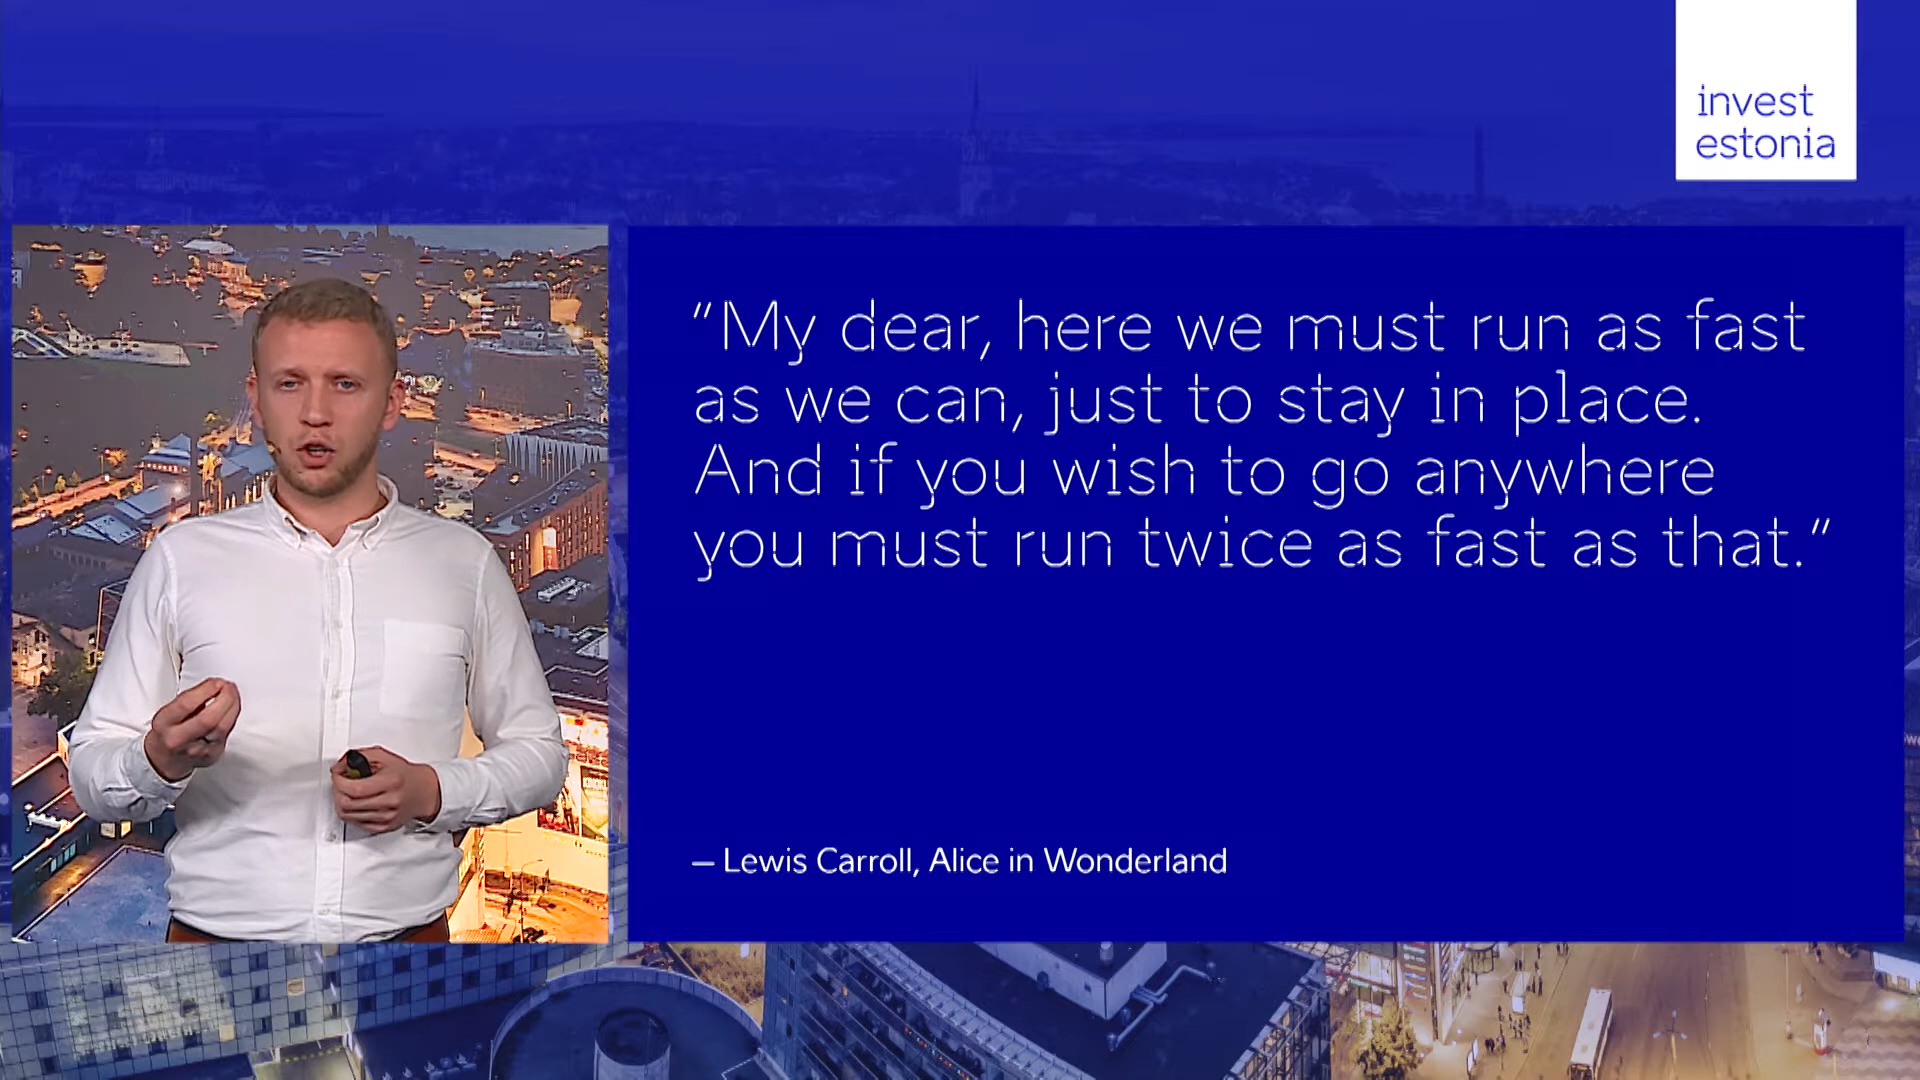 invest
estonia
“My dear, here we must run as fast
as we can, just to stay in place.
And if you wish to go anywhere
you must run twice as fast as that.”
– Lewis Carroll, Alice in Wonderland